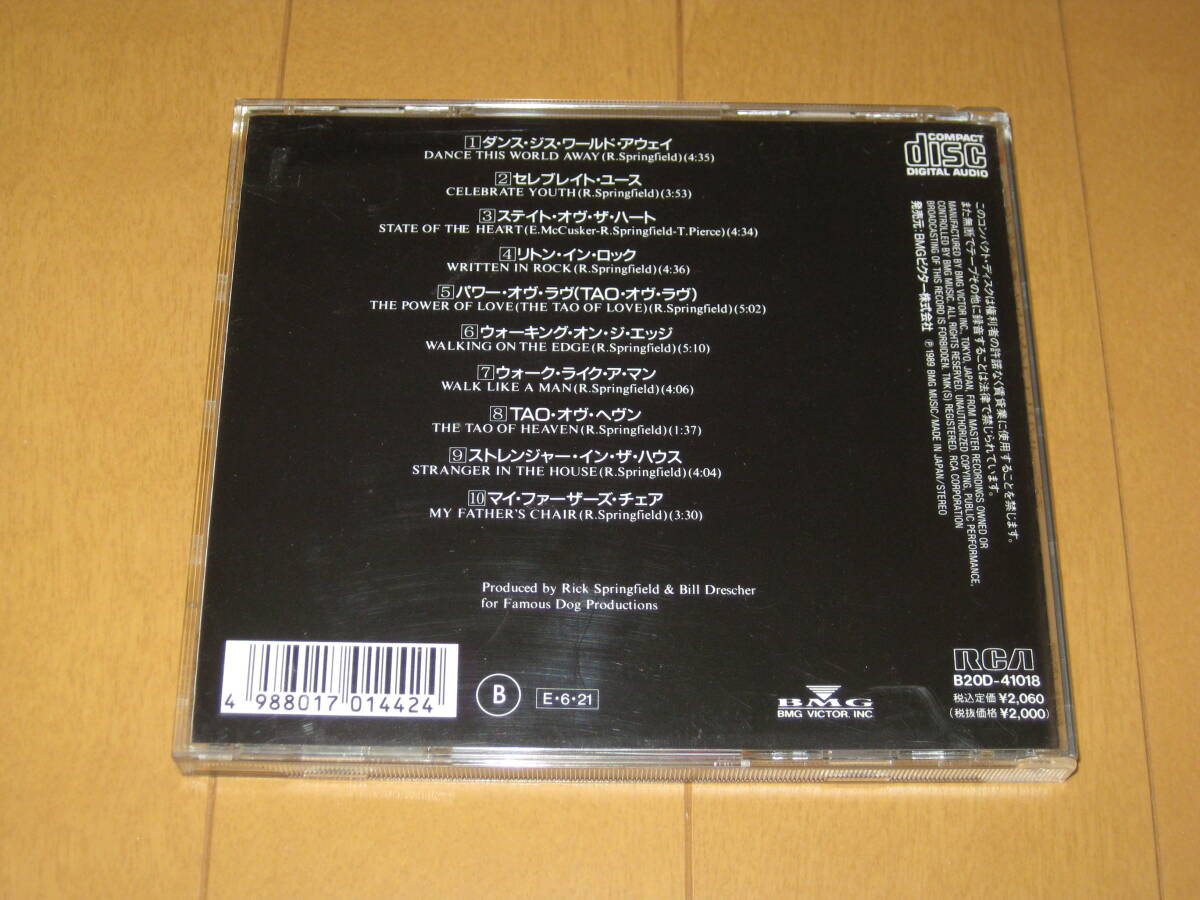 1 ダンス・ジス・ワールド・アウェイ
DANCE THIS WORLD AWAY (R.Springfield) (4:35)
2 セレブレイト・ユース
CELEBRATE YOUTH (R.Springfield) (3:53)
3 ステイト・オヴ・ザ・ハート
STATE OF THE HEART (E.McCusker-R.Springfield-T.Pierce) (4:34)
4 リトン・イン・ロック
WRITTEN IN ROCK (R.Springfield) (4:36)
5 パワー・オヴ・ラヴ(TAO・オヴ・ラヴ)
THE POWER OF LOVE (THE TAO OF LOVE) (R.Springfield) (5:02)
6 ウォーキング・オン・ジ・エッジ
WALKING ON THE EDGE (R.Springfield) (5:10)
7 ウォーク・ライク・ア・マン
WALK LIKE A MAN (R.Springfield) (4:06)
8 TAO・オヴ・ヘヴン
THE TAO OF HEAVEN (R.Springfield) (1:37)
9 ストレンジャー・イン・ザ・ハウス
STRANGER IN THE HOUSE (R.Springfield) (4:04)
10 マイ・ファーザーズ・チェア
MY FATHER'S CHAIR (R.Springfield) (3:30)
Produced by Rick Springfield & Bill Drescher
for Famous Dog Productions
COMPACT
disc
DIGITAL AUDIO
このコンパクト・ディスクは権利者の許諾なく賃貸業に使用することを禁じます。
また無断でテープその他に録音することは法律で禁じられています。
MANUFACTURED BY BMG VICTOR INC., TOKYO, JAPAN, FROM MASTER RECORDINGS OWNED OR
CONTROLLED BY BMG MUSIC. ALL RIGHTS RESERVED. UNAUTHORIZED COPYING, PUBLIC PERFORMANCE,
BROADCASTING OF THIS RECORD IS FORBIDDEN. TMK(S) REGISTERED. RCA CORPORATION
発売元:BMGビクター株式会社 ℗ 1989 BMG MUSIC/MADE IN JAPAN/STEREO
4 988017 014424
B
E・6・21
BMG
BMG VICTOR, INC.
RCA
B20D-41018
税込定価 ¥2,060
(税抜価格 ¥2,000)